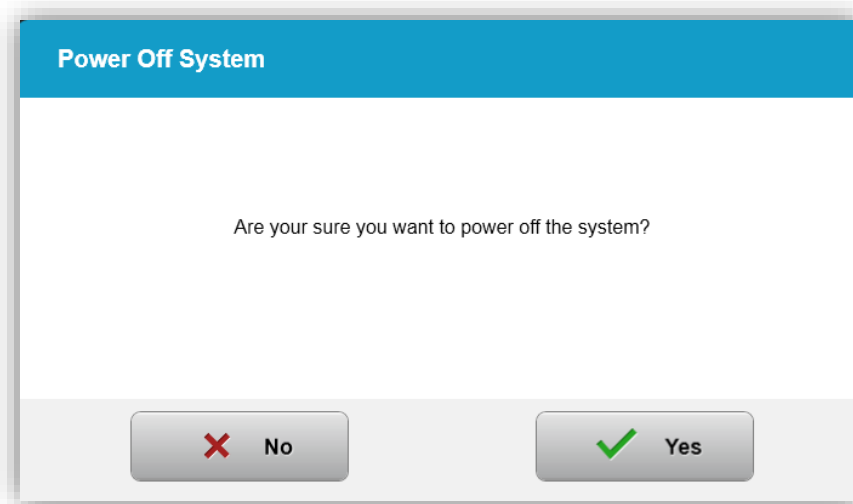 Power Off System
Are your sure you want to power off the system?
No
Yes